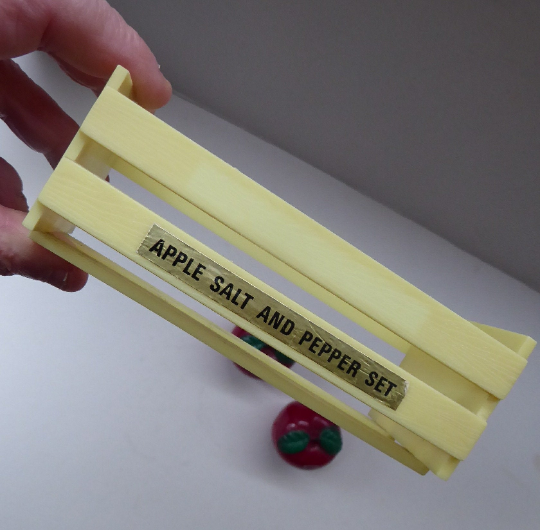 APPLE SALT AND PEPPER SET